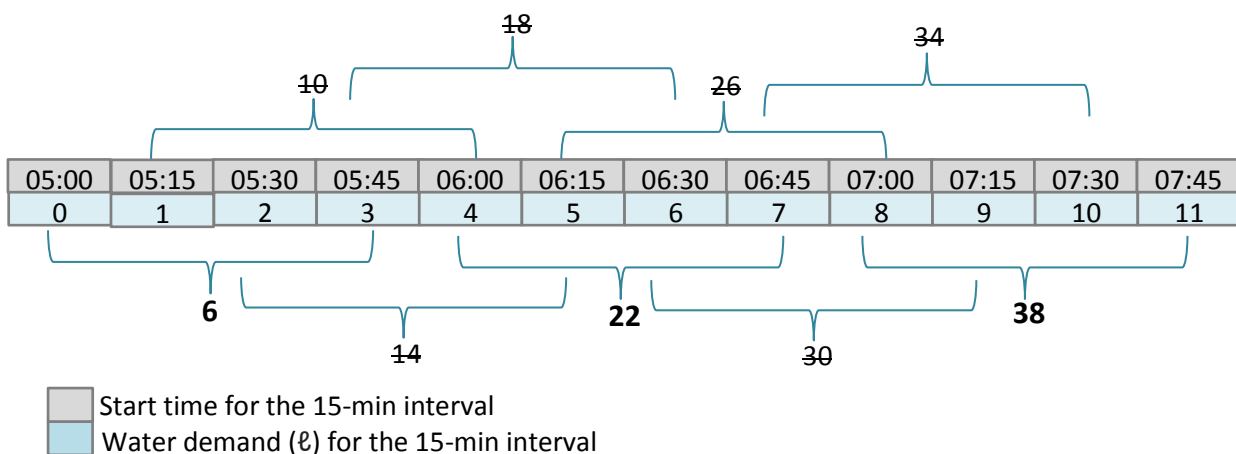 18
34
10
26
05:00 05:15 05:30 05:45 06:00 06:15 06:30 06:45 07:00 07:15 07:30 07:45
0 1 2 3 4 5 6 7 8 9 10 11
6 22 38
14 30
Start time for the 15-min interval
Water demand (ℓ) for the 15-min interval